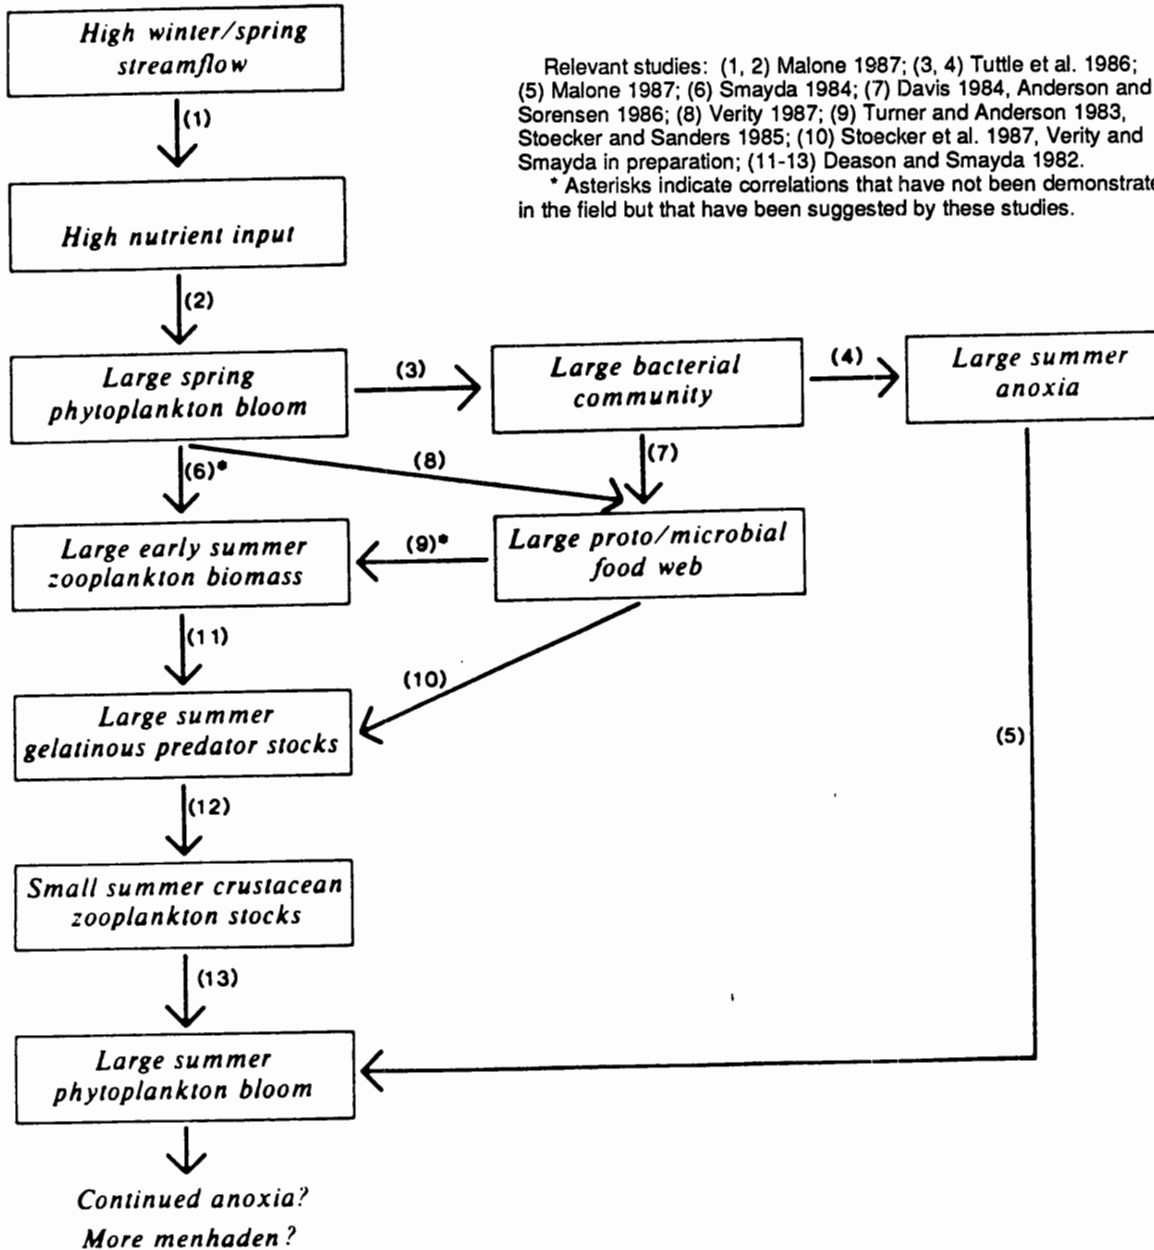 High winter/spring
streamflow
Relevant studies: (1, 2) Malone 1987; (3, 4) Tuttle et al. 1986;
(5) Malone 1987; (6) Smayda 1984; (7) Davis 1984, Anderson and
Sorensen 1986; (8) Verity 1987; (9) Turner and Anderson 1983,
Stoecker and Sanders 1985; (10) Stoecker et al. 1987, Verity and
Smayda in preparation; (11-13) Deason and Smayda 1982.
* Asterisks indicate correlations that have not been demonstrate
in the field but that have been suggested by these studies.
(1)
High nutrient input
(2)
Large spring
phytoplankton bloom
(3)
Large bacterial
community
(4)
Large summer
anoxia
(6)*
(8)
(7)
Large early summer
zooplankton biomass
(9)*
Large proto/microbial
food web
(11)
(10)
Large summer
gelatinous predator stocks
(5)
(12)
Small summer crustacean
zooplankton stocks
(13)
Large summer
phytoplankton bloom
Continued anoxia?
More menhaden?